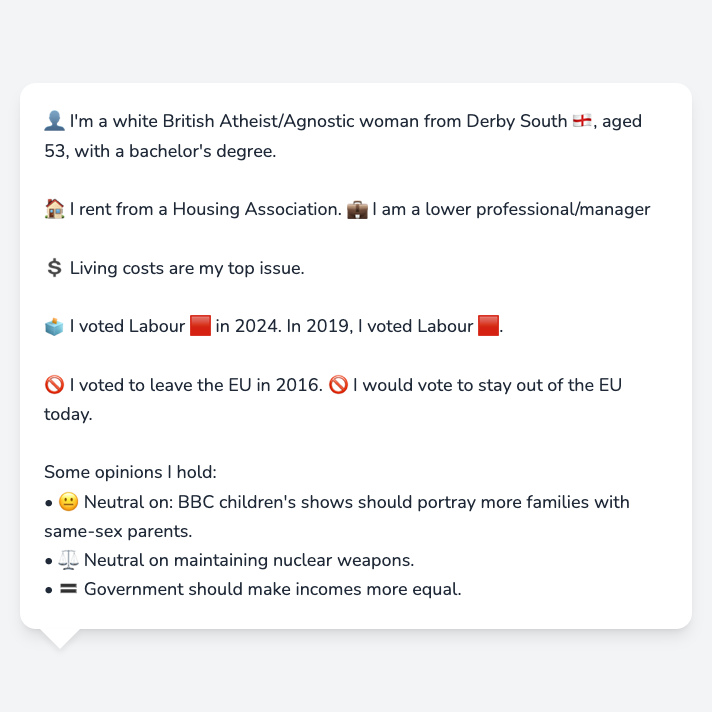 👤 I'm a white British Atheist/Agnostic woman from Derby South 🏴󠁧󠁢󠁥󠁮󠁧󠁿, aged
53, with a bachelor's degree.
🏠 I rent from a Housing Association. 💼 I am a lower professional/manager
💲 Living costs are my top issue.
🗳️ I voted Labour 🟥 in 2024. In 2019, I voted Labour 🟥.
🚫 I voted to leave the EU in 2016. 🚫 I would vote to stay out of the EU
today.
Some opinions I hold:
• 😐 Neutral on: BBC children's shows should portray more families with
same-sex parents.
• ⚖️ Neutral on maintaining nuclear weapons.
• 🟰 Government should make incomes more equal.